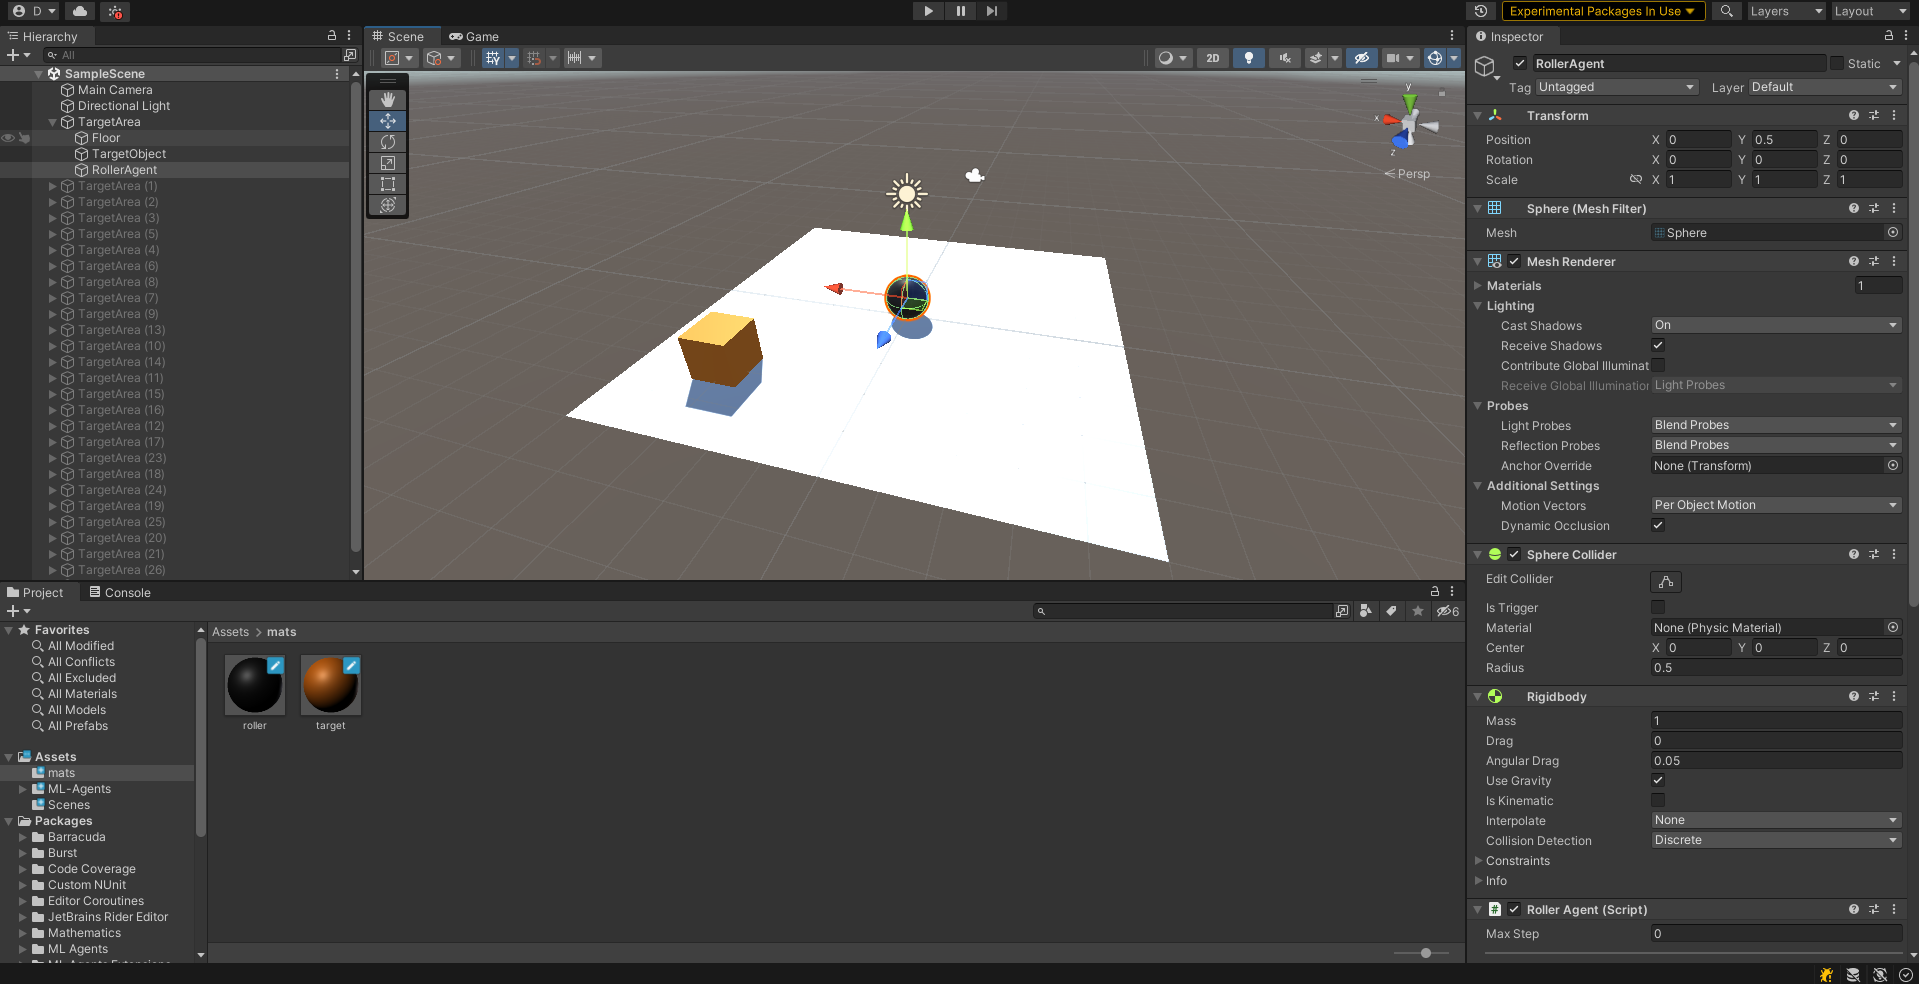 D
Experimental Packages In Use
Layers
Layout
Hierarchy
All
SampleScene
Main Camera
Directional Light
TargetArea
Floor
TargetObject
RollerAgent
TargetArea (1)
TargetArea (2)
TargetArea (3)
TargetArea (5)
TargetArea (4)
TargetArea (6)
TargetArea (8)
TargetArea (7)
TargetArea (9)
TargetArea (13)
TargetArea (10)
TargetArea (14)
TargetArea (11)
TargetArea (15)
TargetArea (16)
TargetArea (12)
TargetArea (17)
TargetArea (23)
TargetArea (18)
TargetArea (24)
TargetArea (19)
TargetArea (25)
TargetArea (20)
TargetArea (21)
TargetArea (26)
Scene
Game
2D
y
x
z
Persp
Inspector
RollerAgent
Static
Tag Untagged
Layer Default
Transform
Position X 0 Y 0.5 Z 0
Rotation X 0 Y 0 Z 0
Scale X 1 Y 1 Z 1
Sphere (Mesh Filter)
Mesh Sphere
Mesh Renderer
Materials 1
Lighting
Cast Shadows On
Receive Shadows
Contribute Global Illuminat
Receive Global Illumination Light Probes
Probes
Light Probes Blend Probes
Reflection Probes Blend Probes
Anchor Override None (Transform)
Additional Settings
Motion Vectors Per Object Motion
Dynamic Occlusion
Sphere Collider
Edit Collider
Is Trigger
Material None (Physic Material)
Center X 0 Y 0 Z 0
Radius 0.5
Rigidbody
Mass 1
Drag 0
Angular Drag 0.05
Use Gravity
Is Kinematic
Interpolate None
Collision Detection Discrete
Constraints
Info
# Roller Agent (Script)
Max Step 0
Project
Console
6
Favorites
All Modified
All Conflicts
All Excluded
All Materials
All Models
All Prefabs
Assets
mats
ML-Agents
Scenes
Packages
Barracuda
Burst
Code Coverage
Custom NUnit
Editor Coroutines
JetBrains Rider Editor
Mathematics
ML Agents
Assets > mats
roller
target